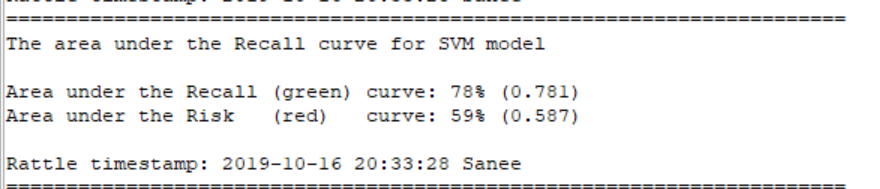 ================================================================================
The area under the Recall curve for SVM model
Area under the Recall (green) curve: 78% (0.781)
Area under the Risk   (red)   curve: 59% (0.587)
Rattle timestamp: 2019-10-16 20:33:28 Sanee
================================================================================